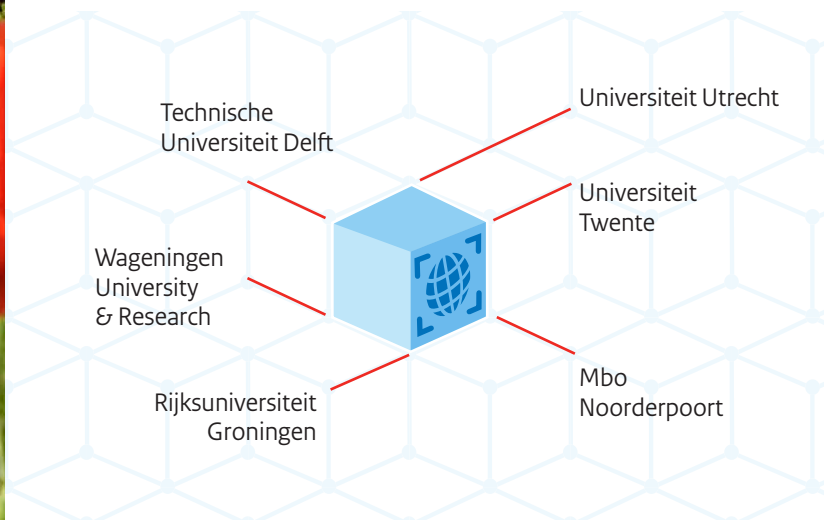 Technische
Universiteit Delft
Universiteit Utrecht
Universiteit
Twente
Wageningen
University
& Research
Mbo
Noorderpoort
Rijksuniversiteit
Groningen